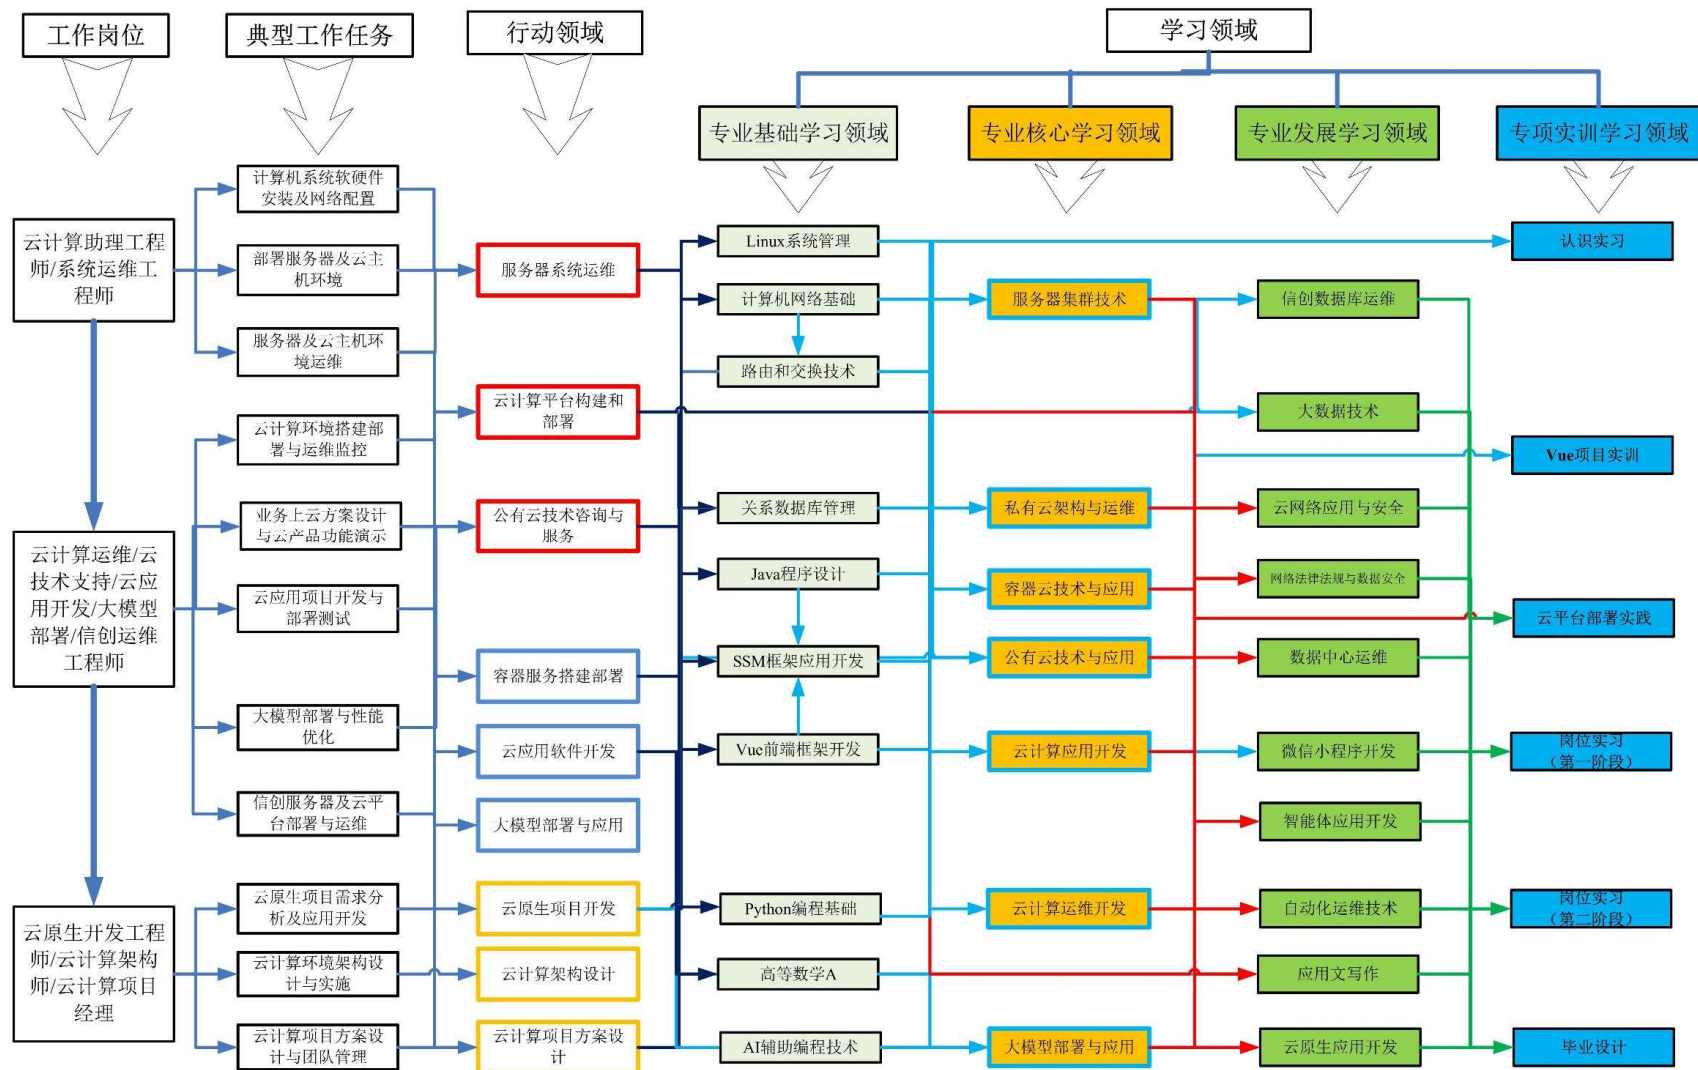 工作岗位
典型工作任务
行动领域
学习领域
专业基础学习领域
专业核心学习领域
专业发展学习领域
专项实训学习领域
云计算助理工程
师/系统运维工
程师
云计算运维/云
技术支持/云应
用开发/大模型
部署/信创运维
工程师
云原生开发工程
师/云计算架构
师/云计算项目
经理
计算机系统软硬件
安装及网络配置
部署服务器及云主
机环境
服务器及云主机环
境运维
云计算环境搭建部
署与运维监控
业务上云方案设计
与云产品功能演示
云应用项目开发与
部署测试
大模型部署与性能
优化
信创服务器及云平
台部署与运维
云原生项目需求分
析及应用开发
云计算环境架构设
计与实施
云计算项目方案设
计与团队管理
服务器系统运维
云计算平台构建和
部署
公有云技术咨询与
服务
容器服务搭建部署
云应用软件开发
大模型部署与应用
云原生项目开发
云计算架构设计
云计算项目方案设
计
Linux系统管理
计算机网络基础
路由和交换技术
关系数据库管理
Java程序设计
SSM框架应用开发
Vue前端框架开发
Python编程基础
高等数学A
AI辅助编程技术
服务器集群技术
私有云架构与运维
容器云技术与应用
公有云技术与应用
云计算应用开发
云计算运维开发
大模型部署与应用
信创数据库运维
大数据技术
云网络应用与安全
网络法律法规与数据安全
数据中心运维
微信小程序开发
智能体应用开发
自动化运维技术
应用文写作
云原生应用开发
认识实习
Vue项目实训
云平台部署实践
岗位实习
（第一阶段）
岗位实习
（第二阶段）
毕业设计